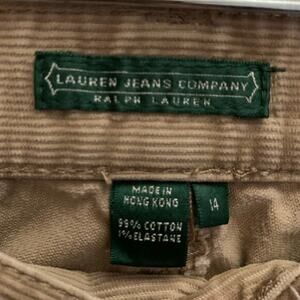 LAUREN JEANS COMPANY
RALPH LAUREN
MADE IN
HONG KONG
99% COTTON
1% ELASTANE
14